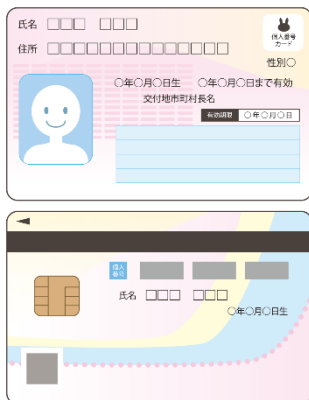 氏名 □□□ □□□
個人番号
カード
住所 □□□□□□□□□□□□□□
性別○
○年○月○日生 ○年○月○日まで有効
交付地市町村長名
有効期限 ○年○月○日
個人
番号
氏名 □□□ □□□
○年○月○日生